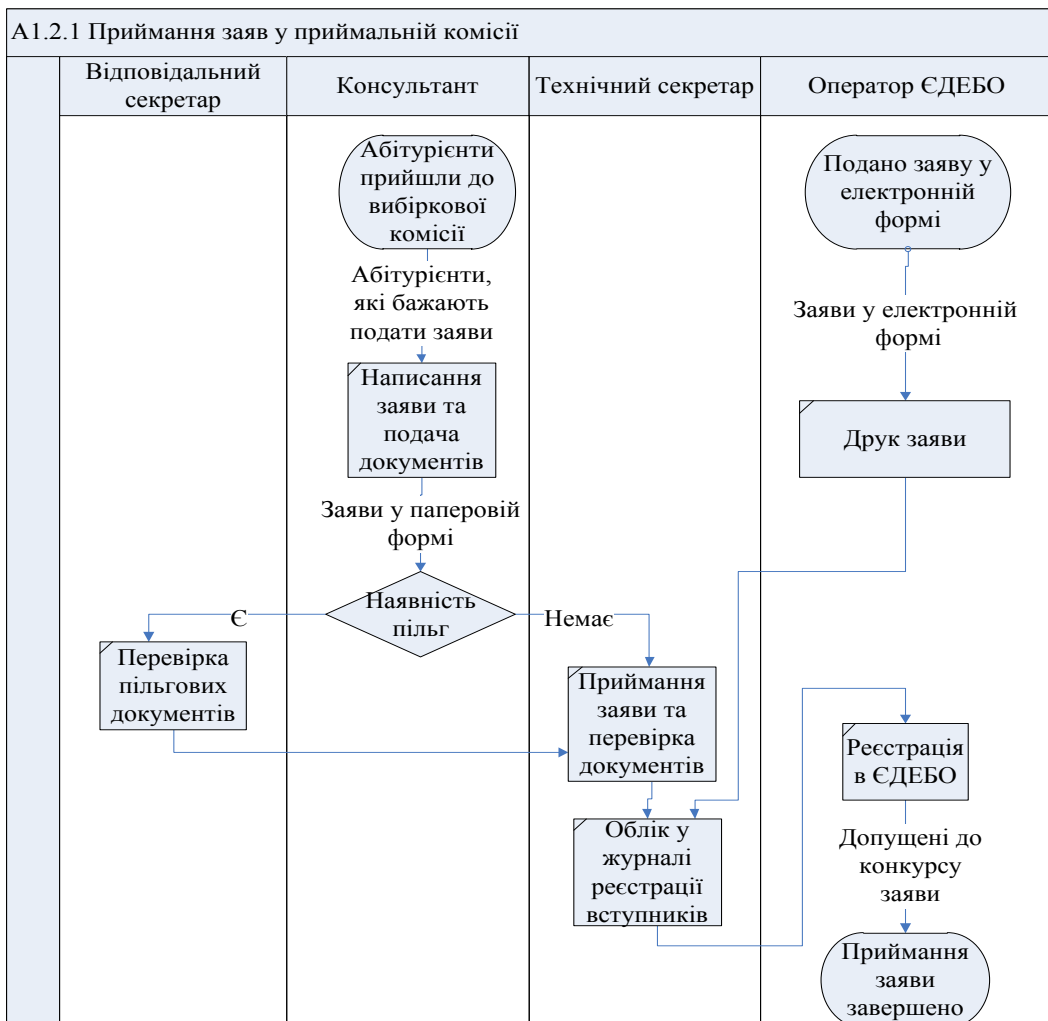 А1.2.1 Приймання заяв у приймальній комісії
Відповідальний
секретар
Консультант
Технічний секретар
Оператор ЄДЕБО
Абітурієнти
прийшли до
вибіркової
комісії
Подано заяву у
електронній
формі
Абітурієнти,
які бажають
подати заяви
Заяви у електронній
формі
Написання
заяви та
подача
документів
Друк заяви
Заяви у паперовій
формі
Наявність
пільг
Є
Немає
Перевірка
пільгових
документів
Приймання
заяви та
перевірка
документів
Реєстрація
в ЄДЕБО
Облік у
журналі
реєстрації
вступників
Допущені до
конкурсу
заяви
Приймання
заяви
завершено